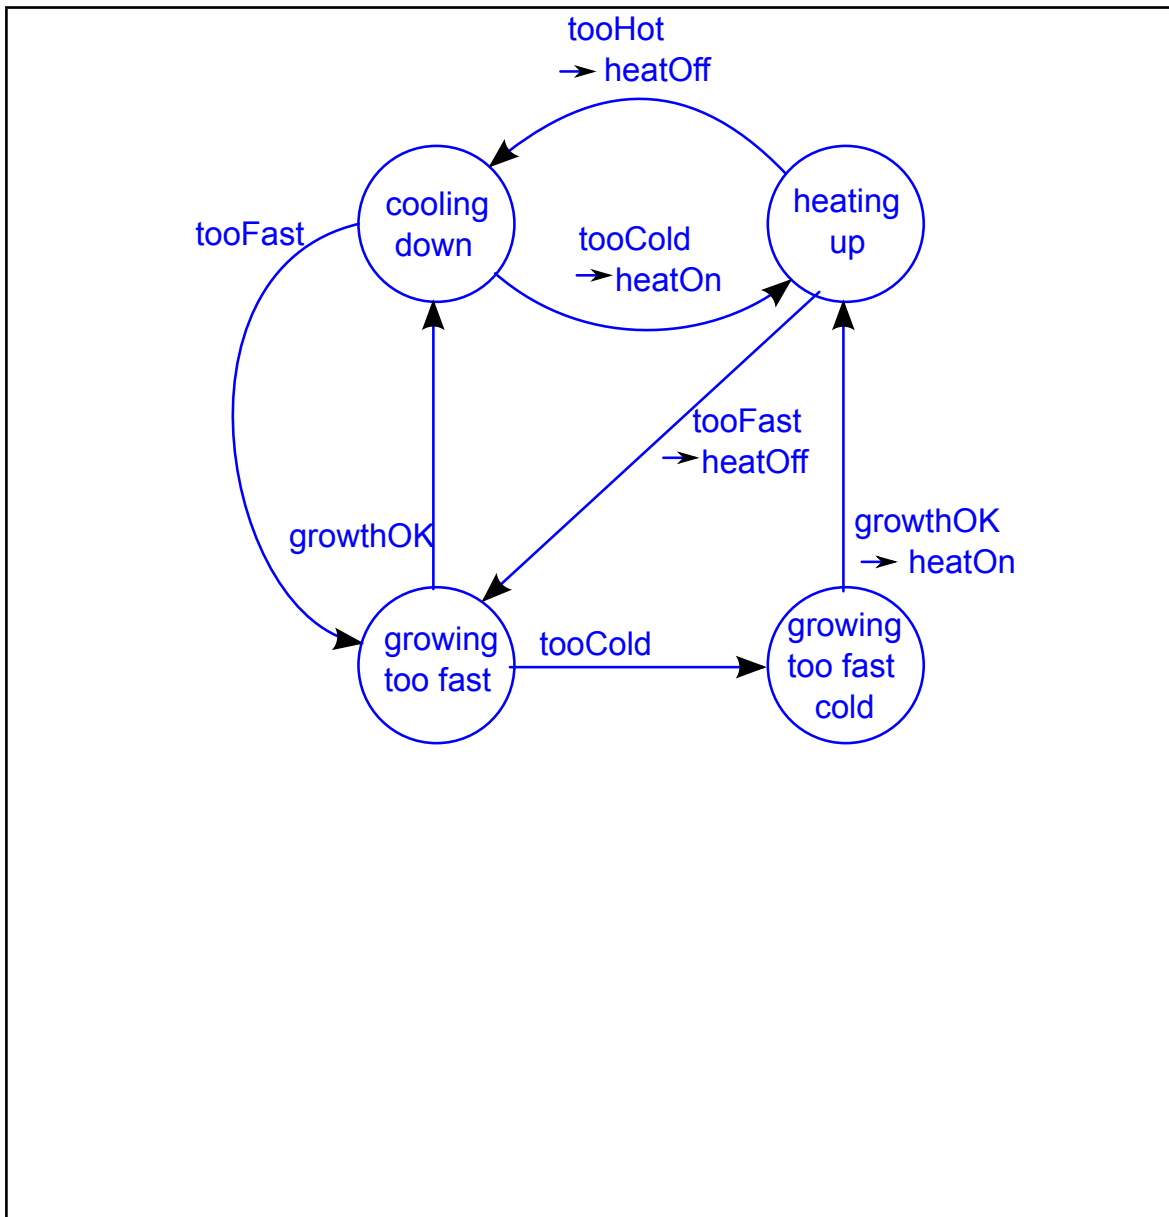 tooHot
heatOff
cooling
down
heating
up
tooFast
tooCold
heatOn
tooFast
heatOff
growthOK
growthOK
heatOn
growing
too fast
tooCold
growing
too fast
cold